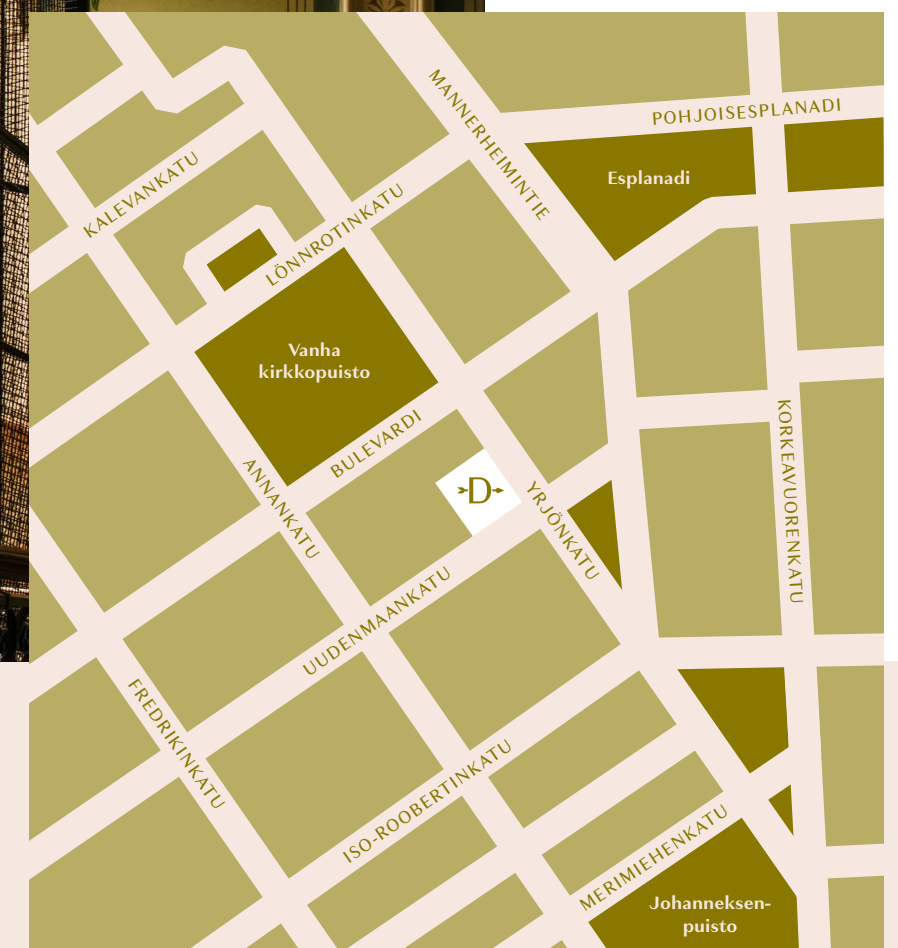 MANNERHEIMINTIE
POHJOISESPLANADI
Esplanadi
KALEVANKATU
LÖNNROTINKATU
Vanha
kirkkopuisto
BULEVARDI
KORKEAVUORENKATU
ANNANKATU
D
YRJÖNKATU
UUDENMAANKATU
FREDRIKINKATU
ISO-ROOBERTINKATU
MERIMIEHENKATU
Johanneksen-
puisto